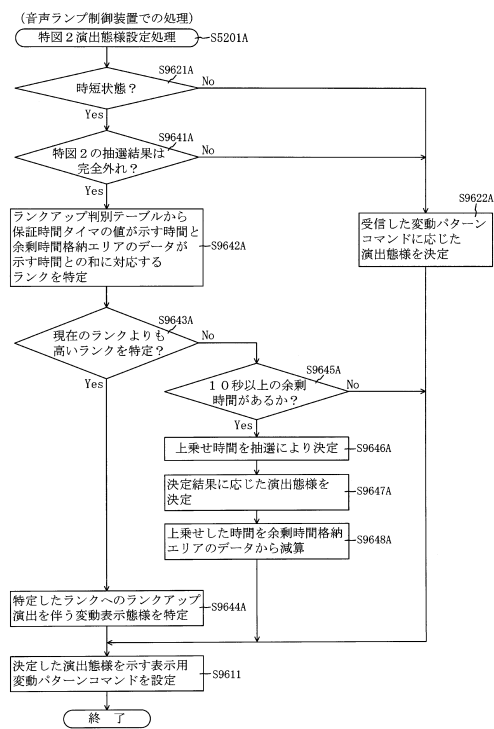 (音声ランプ制御装置での処理)
特図2演出態様設定処理
S5201A
S9621A
時短状態？
No
Yes
S9641A
特図2の抽選結果は
完全外れ？
No
Yes
S9622A
受信した変動パターン
コマンドに応じた
演出態様を決定
ランクアップ判別テーブルから
保証時間タイマの値が示す時間と
余剰時間格納エリアのデータが
示す時間との和に対応する
ランクを特定
S9642A
S9643A
現在のランクよりも
高いランクを特定？
No
Yes
S9645A
10秒以上の余剰
時間があるか？
No
Yes
上乗せ時間を抽選により決定
S9646A
決定結果に応じた演出態様を
決定
S9647A
上乗せした時間を余剰時間格納
エリアのデータから減算
S9648A
特定したランクへのランクアップ
演出を伴う変動表示態様を特定
S9644A
決定した演出態様を示す表示用
変動パターンコマンドを設定
S9611
終了